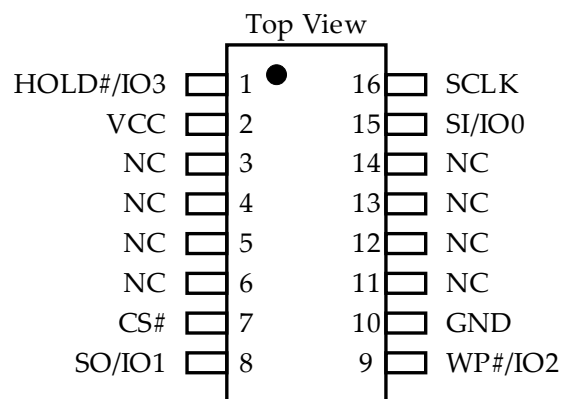 Top View
HOLD#/IO3 1 16 SCLK
VCC 2 15 SI/IO0
NC 3 14 NC
NC 4 13 NC
NC 5 12 NC
NC 6 11 NC
CS# 7 10 GND
SO/IO1 8 9 WP#/IO2